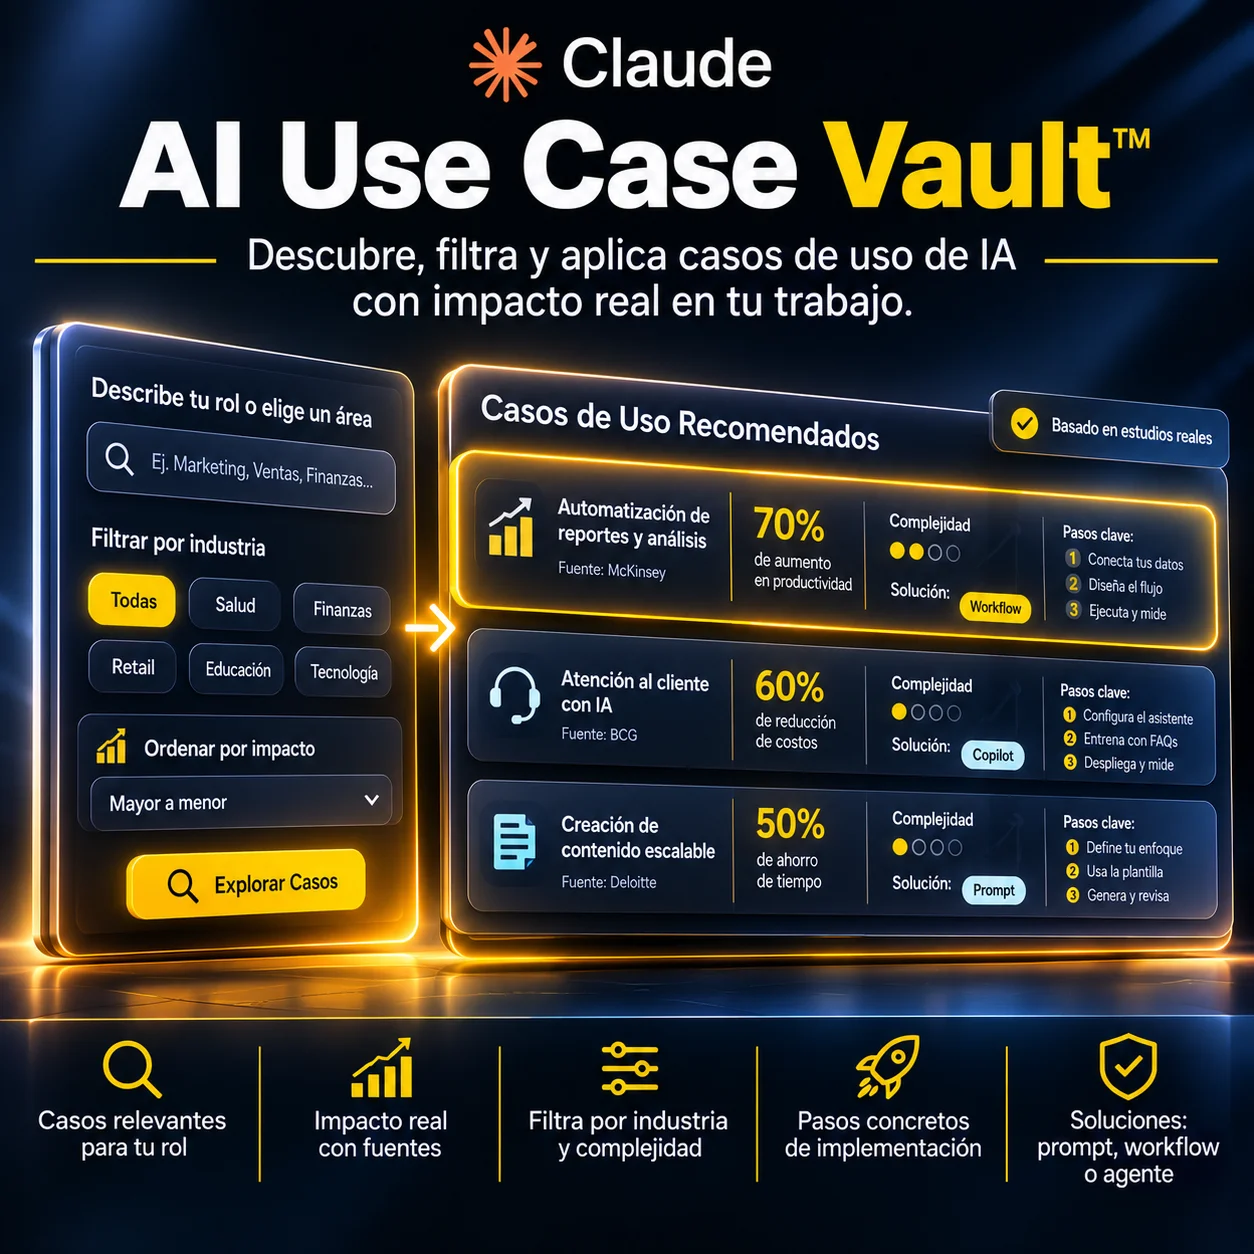 Claude
AI Use Case Vault™
Descubre, filtra y aplica casos de uso de IA
con impacto real en tu trabajo.
Describe tu rol o elige un área
Ej. Marketing, Ventas, Finanzas...
Filtrar por industria
Todas
Salud
Finanzas
Retail
Educación
Tecnología
Ordenar por impacto
Mayor a menor
Explorar Casos
Casos de Uso Recomendados
Basado en estudios reales
Automatización de
reportes y análisis
Fuente: McKinsey
70%
de aumento
en productividad
Complejidad
Solución:
Workflow
Pasos clave:
1 Conecta tus datos
2 Diseña el flujo
3 Ejecuta y mide
Atención al cliente
con IA
Fuente: BCG
60%
de reducción
de costos
Complejidad
Solución:
Copilot
Pasos clave:
1 Configura el asistente
2 Entrena con FAQs
3 Despliega y mide
Creación de
contenido escalable
Fuente: Deloitte
50%
de ahorro
de tiempo
Complejidad
Solución:
Prompt
Pasos clave:
1 Define tu enfoque
2 Usa la plantilla
3 Genera y revisa
Casos relevantes
para tu rol
Impacto real
con fuentes
Filtra por industria
y complejidad
Pasos concretos
de implementación
Soluciones:
prompt, workflow
o agente